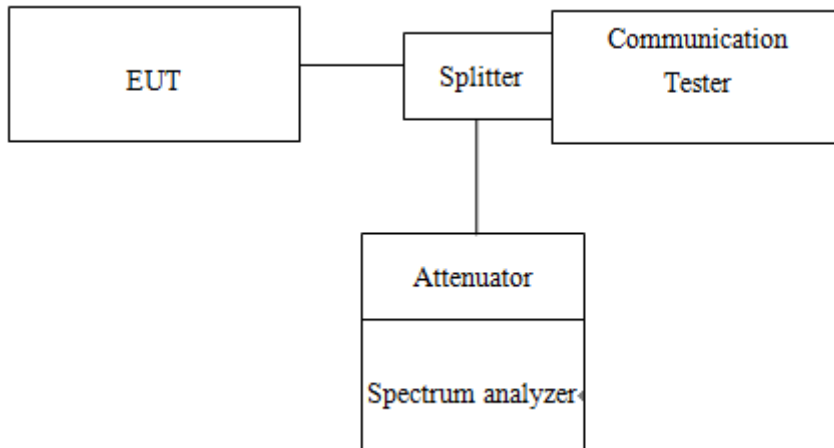 EUT
Splitter
Communication
Tester
Attenuator
Spectrum analyzer